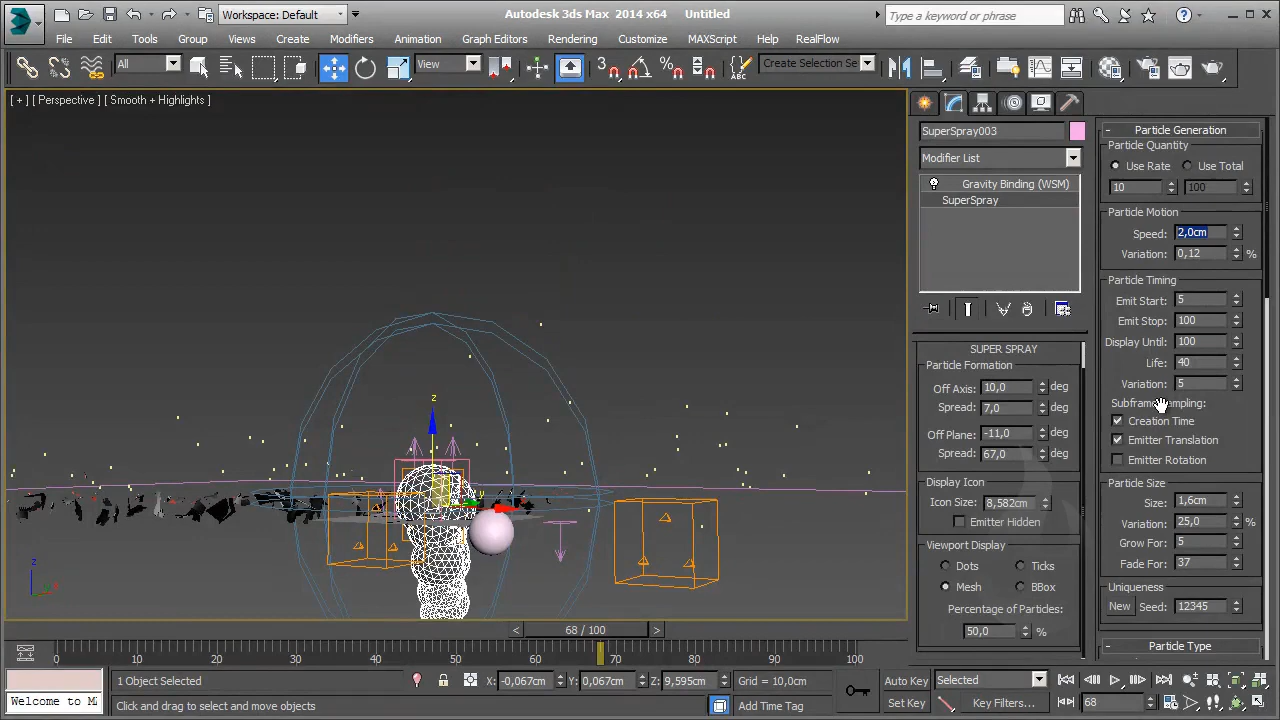 Workspace: Default
Autodesk 3ds Max 2014 x64 Untitled
Type a keyword or phrase
File Edit Tools Group Views Create Modifiers Animation Graph Editors Rendering Customize MAXScript Help RealFlow
All
View
3
Create Selection Se
[ + ] [ Perspective ] [ Smooth + Highlights ]
z
y
z
SuperSpray003
Modifier List
Gravity Binding (WSM)
SuperSpray
SUPER SPRAY
Particle Formation
Off Axis: 10,0 deg
Spread: 7,0 deg
Off Plane: -11,0 deg
Spread: 67,0 deg
Display Icon
Icon Size: 8,582cm
Emitter Hidden
Viewport Display
Dots Ticks
Mesh BBox
Percentage of Particles:
50,0 %
- Particle Generation
Particle Quantity
Use Rate Use Total
10 100
Particle Motion
Speed: 2,0cm
Variation: 0,12 %
Particle Timing
Emit Start: 5
Emit Stop: 100
Display Until: 100
Life: 40
Variation: 5
Creation Time
Emitter Translation
Emitter Rotation
Particle Size
Size: 1,6cm
Variation: 25,0 %
Grow For: 5
Fade For: 37
Uniqueness
New Seed: 12345
- Particle Type
< 68 / 100 >
0 10 20 30 40 50 60 70 80 90 100
1 Object Selected X: -0,067cm Y: 0,067cm Z: 9,595cm Grid = 10,0cm Auto Key Selected
Welcome to M
Click and drag to select and move objects Add Time Tag Set Key Key Filters... 68